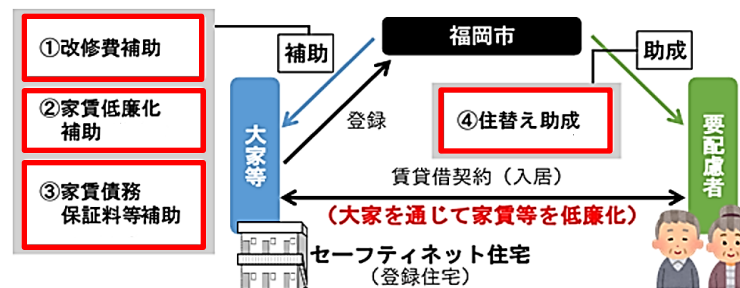 ①改修費補助
②家賃低廉化
補助
③家賃債務
保証料等補助
補助
福岡市
助成
登録
④住替え助成
大家等
要配慮者
賃貸借契約（入居）
（大家を通じて家賃等を低廉化）
セーフティネット住宅
（登録住宅）